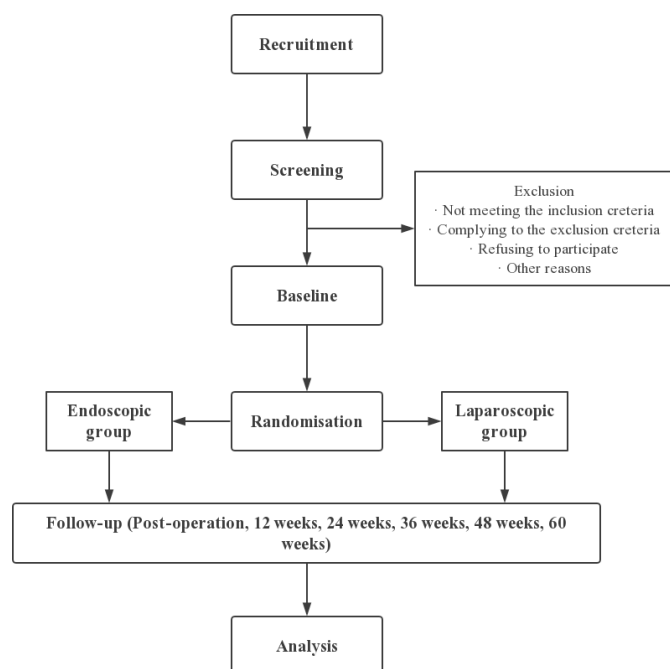 Recruitment
Screening
Exclusion
· Not meeting the inclusion creteria
· Complying to the exclusion creteria
· Refusing to participate
· Other reasons
Baseline
Endoscopic
group
Randomisation
Laparoscopic
group
Follow-up (Post-operation, 12 weeks, 24 weeks, 36 weeks, 48 weeks, 60
weeks)
Analysis